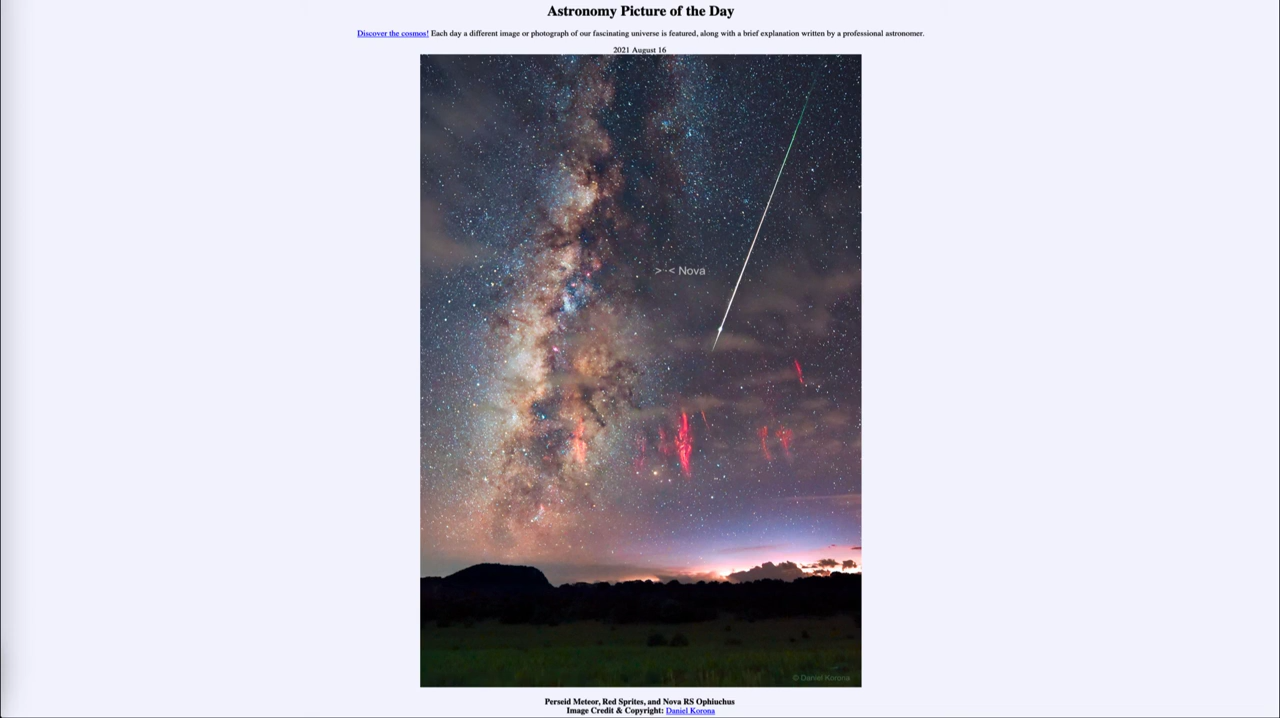 Astronomy Picture of the Day
Discover the cosmos! Each day a different image or photograph of our fascinating universe is featured, along with a brief explanation written by a professional astronomer.
2021 August 16
> < Nova
© Daniel Korona
Perseid Meteor, Red Sprites, and Nova RS Ophiuchus
Image Credit & Copyright: Daniel Korona